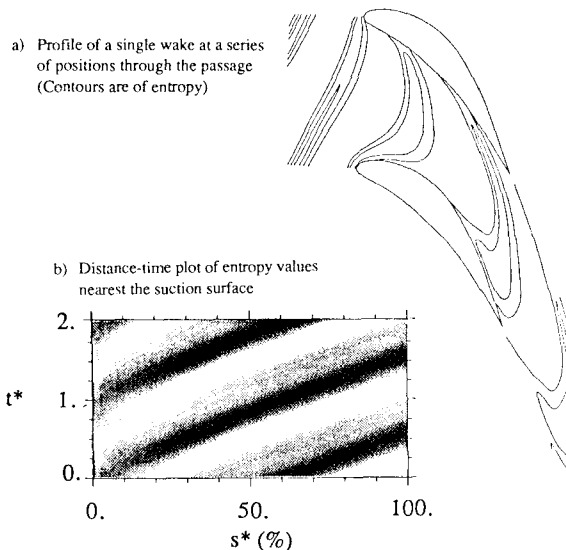 a) Profile of a single wake at a series
of positions through the passage
(Contours are of entropy)
b) Distance-time plot of entropy values
nearest the suction surface
2.
t*
1.
0.
0.
50.
100.
s* (%)